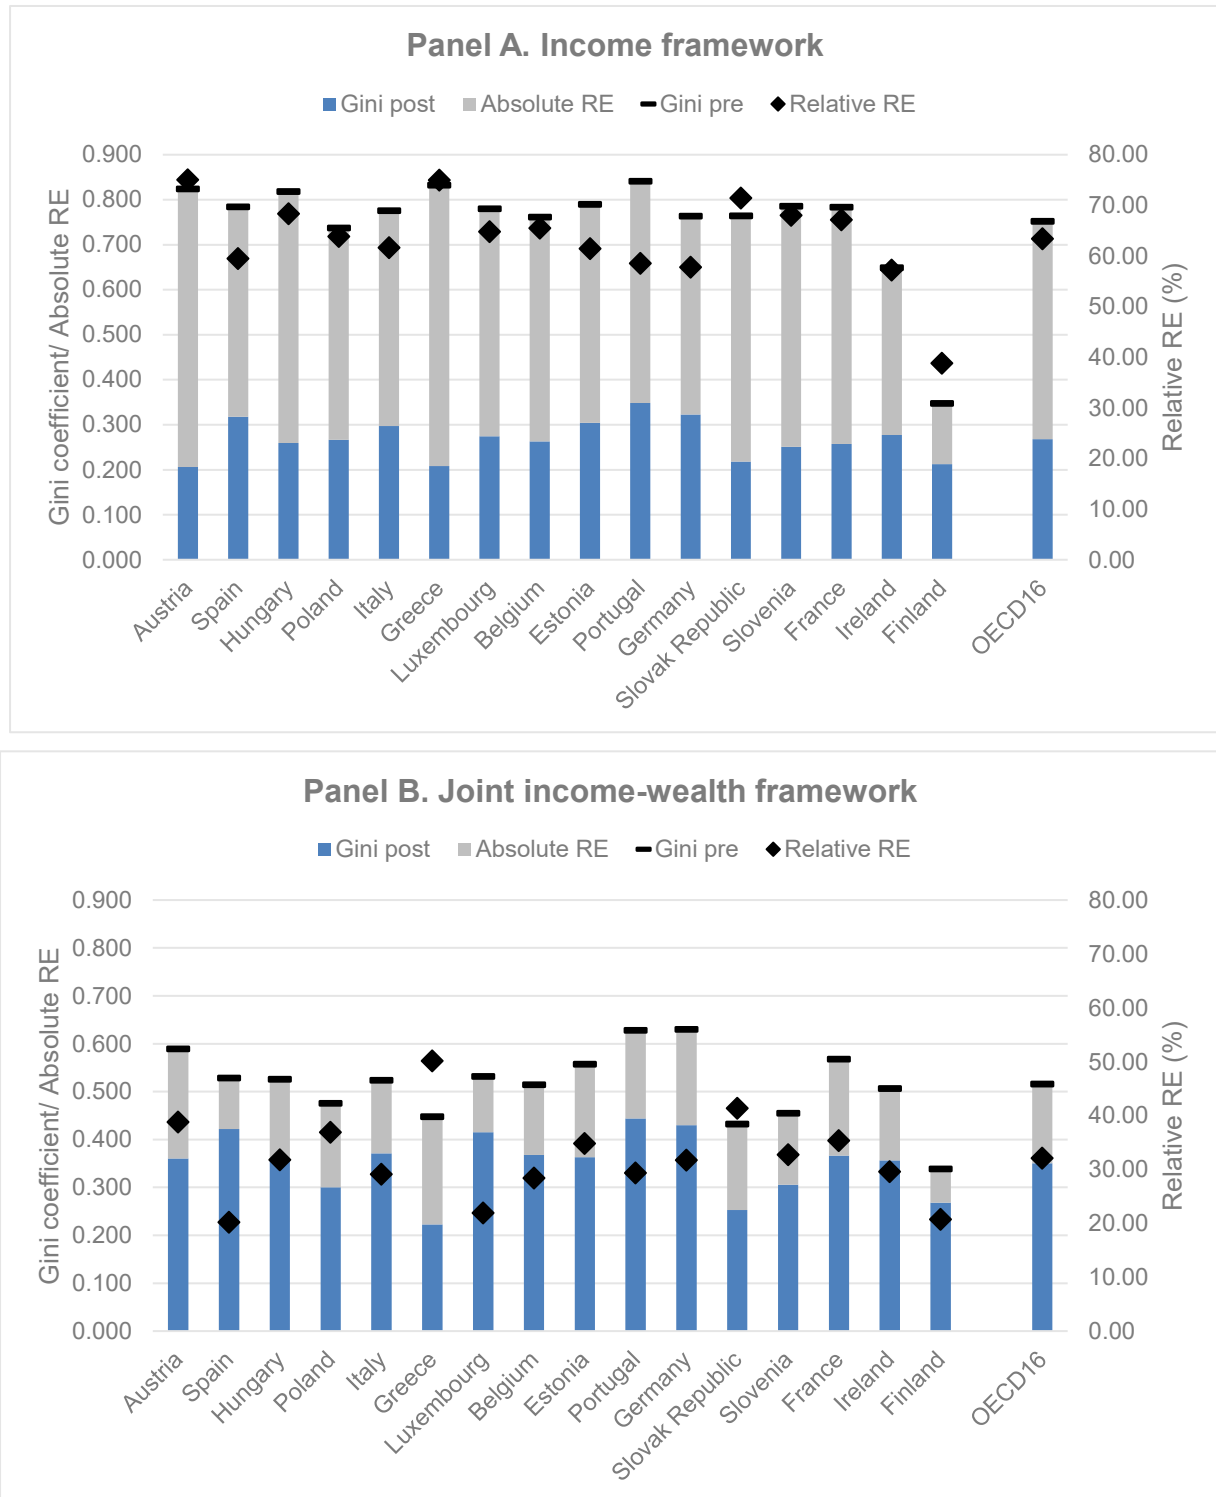 Panel A. Income framework
Gini post Absolute RE Gini pre Relative RE
Gini coefficient/ Absolute RE
0.900
0.800
0.700
0.600
0.500
0.400
0.300
0.200
0.100
0.000
80.00
70.00
60.00
50.00
40.00
30.00
20.00
10.00
0.00
Relative RE (%)
Austria
Spain
Hungary
Poland
Italy
Greece
Luxembourg
Belgium
Estonia
Portugal
Germany
Slovak Republic
Slovenia
France
Ireland
Finland
OECD16
Panel B. Joint income-wealth framework
Gini post Absolute RE Gini pre Relative RE
Gini coefficient/ Absolute RE
0.900
0.800
0.700
0.600
0.500
0.400
0.300
0.200
0.100
0.000
80.00
70.00
60.00
50.00
40.00
30.00
20.00
10.00
0.00
Relative RE (%)
Austria
Spain
Hungary
Poland
Italy
Greece
Luxembourg
Belgium
Estonia
Portugal
Germany
Slovak Republic
Slovenia
France
Ireland
Finland
OECD16